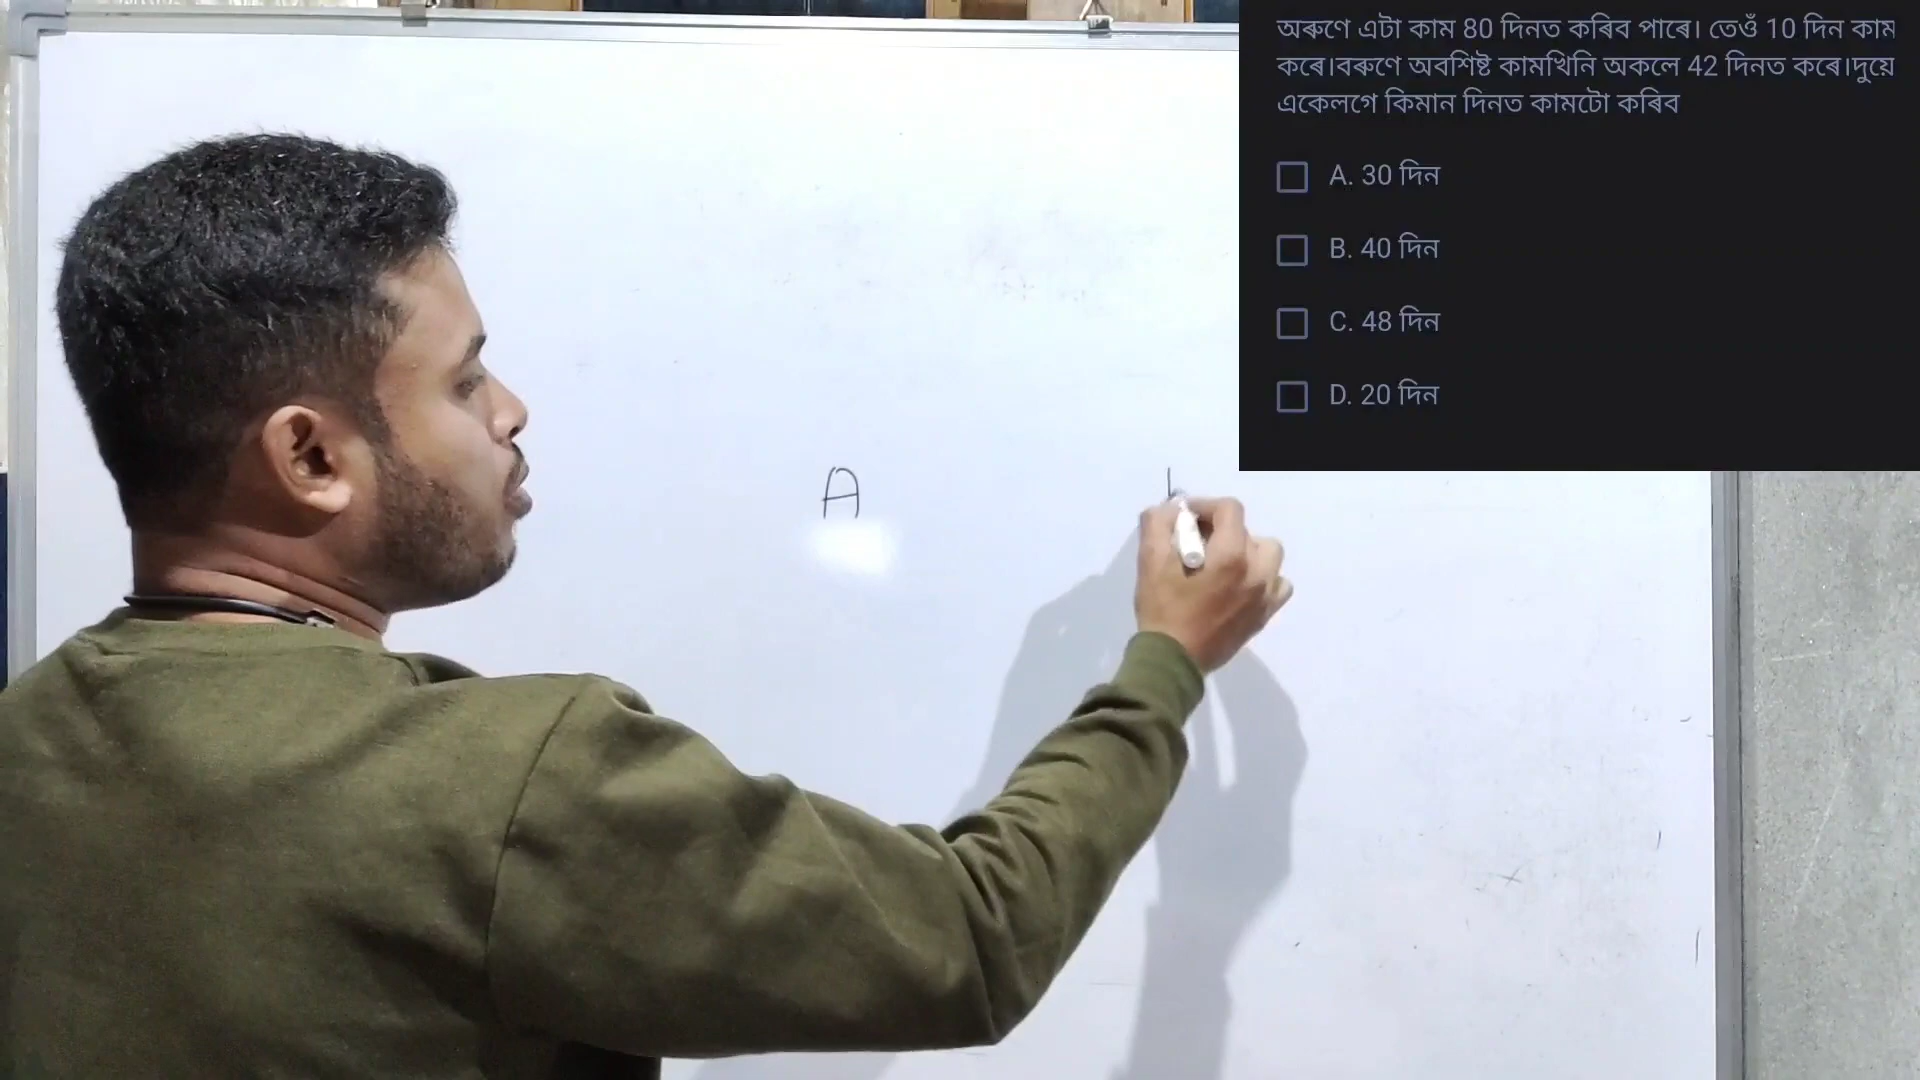 অৰুণে এটা কাম 80 দিনত কৰিব পাৰে। তেওঁ 10 দিন কাম
কৰে।বৰুণে অবশিষ্ট কামখিনি অকলে 42 দিনত কৰে।দুয়ে
একেলগে কিমান দিনত কামটো কৰিব
A. 30 দিন
B. 40 দিন
C. 48 দিন
D. 20 দিন
A